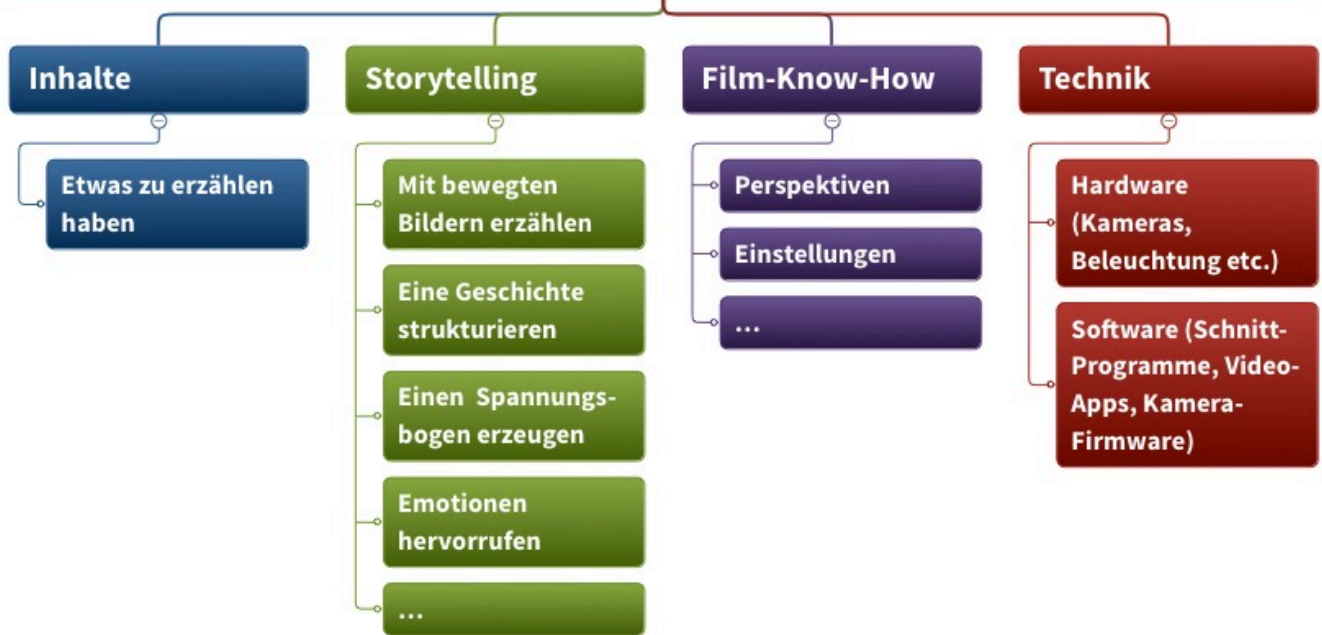 Inhalte
Etwas zu erzählen
haben
Storytelling
Mit bewegten
Bildern erzählen
Eine Geschichte
strukturieren
Einen Spannungs-
bogen erzeugen
Emotionen
hervorrufen
...
Film-Know-How
Perspektiven
Einstellungen
...
Technik
Hardware
(Kameras,
Beleuchtung etc.)
Software (Schnitt-
Programme, Video-
Apps, Kamera-
Firmware)